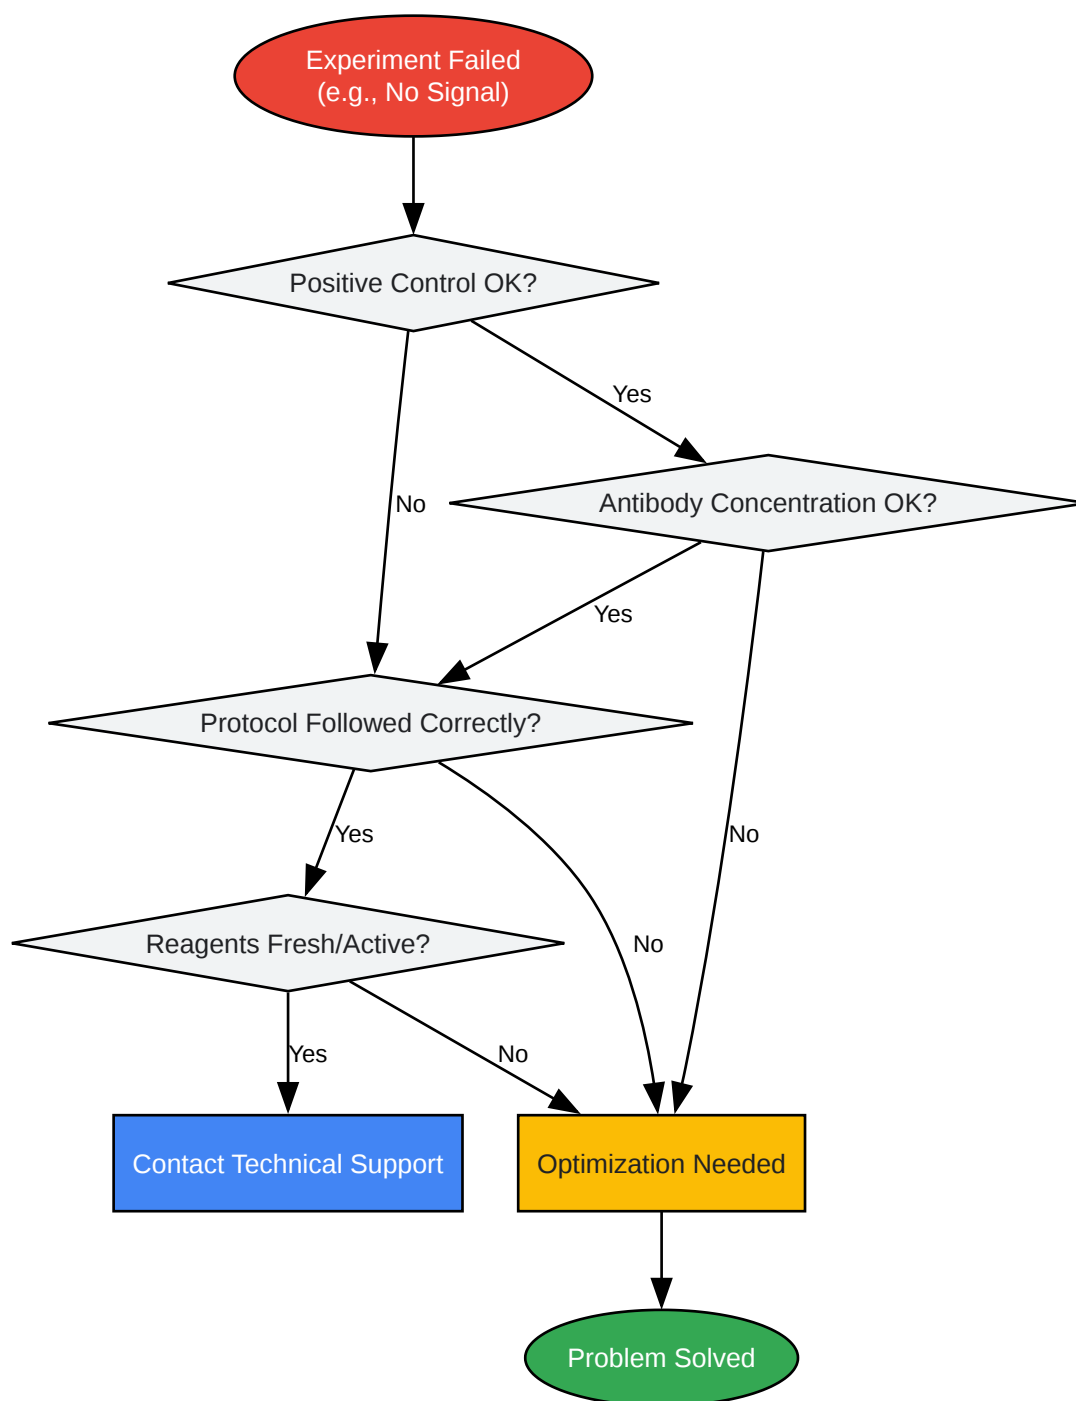 Experiment Failed
(e.g., No Signal)
Positive Control OK?
Yes
No
Antibody Concentration OK?
Yes
Protocol Followed Correctly?
Yes
No
Reagents Fresh/Active?
No
Yes
No
Contact Technical Support
Optimization Needed
Problem Solved